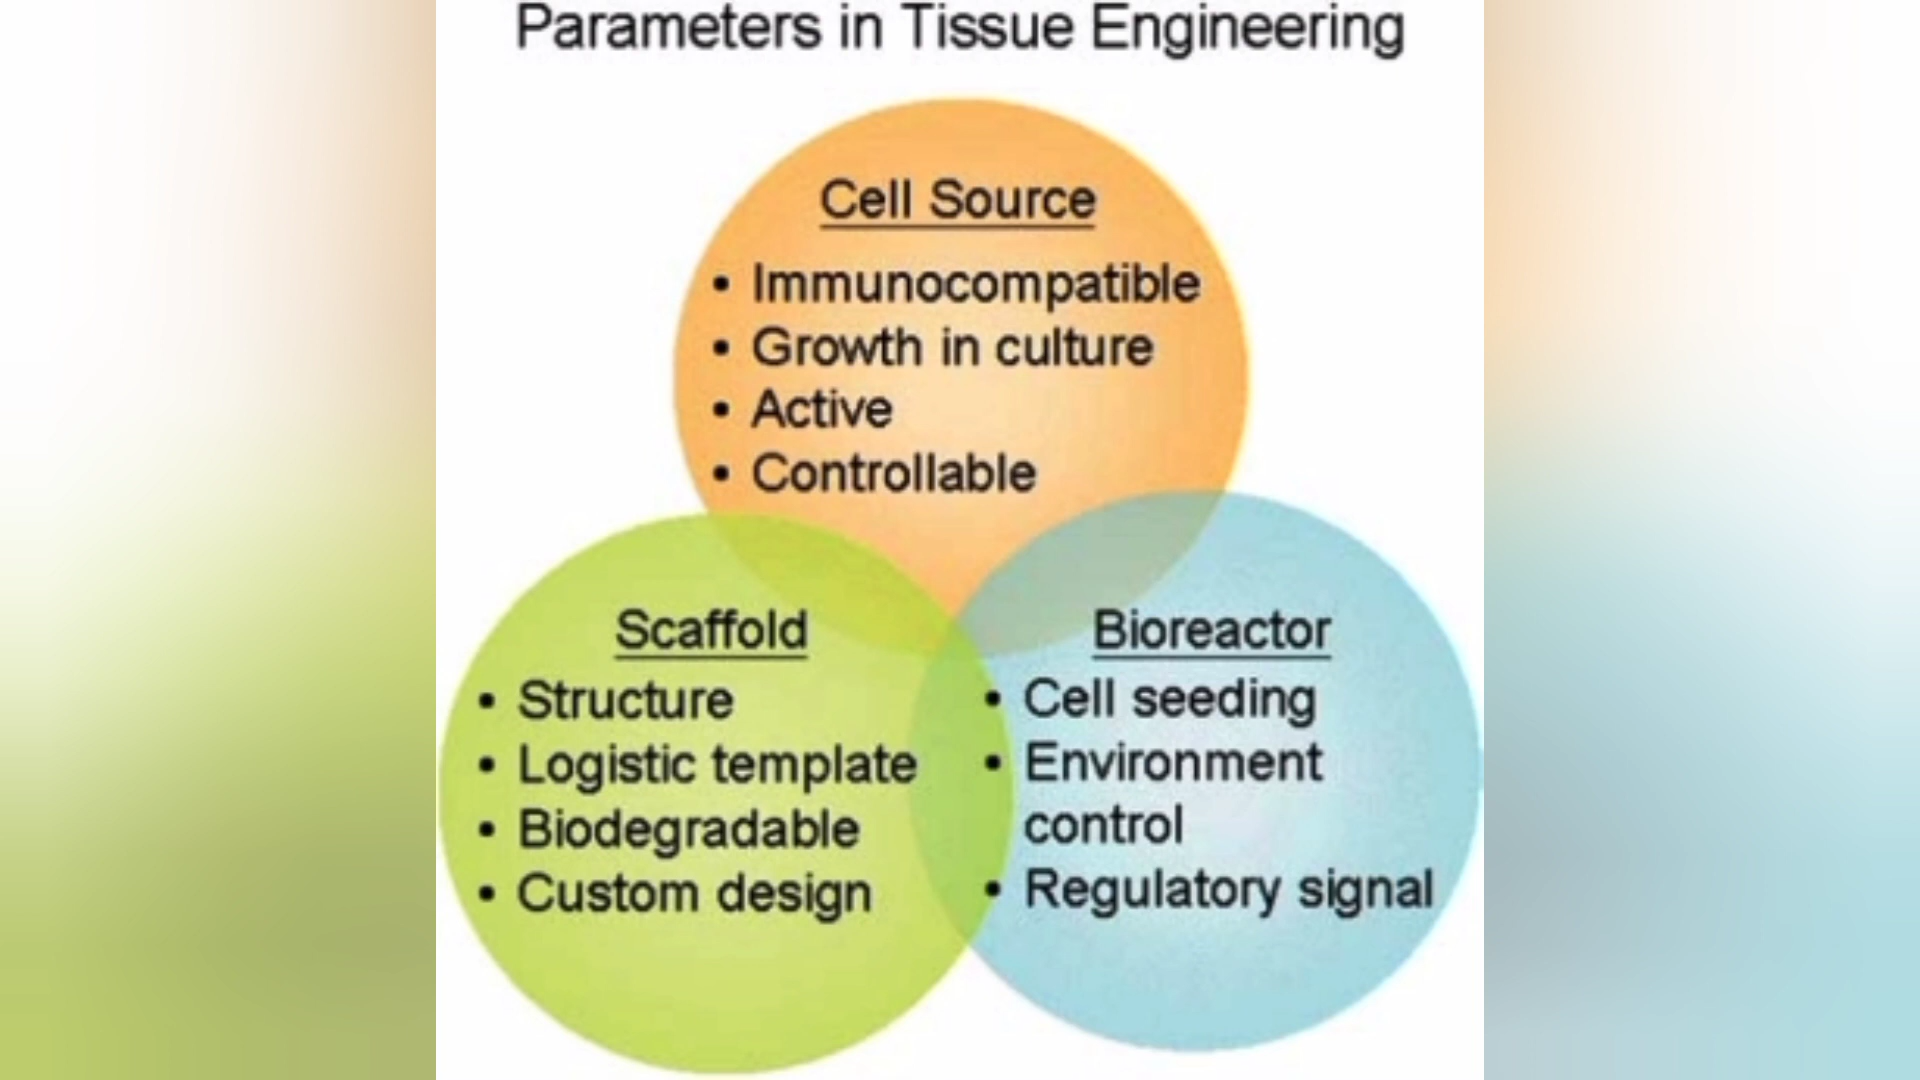 Parameters in Tissue Engineering
Cell Source
• Immunocompatible
• Growth in culture
• Active
• Controllable
Scaffold
• Structure
• Logistic template
• Biodegradable
• Custom design
Bioreactor
• Cell seeding
• Environment
control
• Regulatory signal